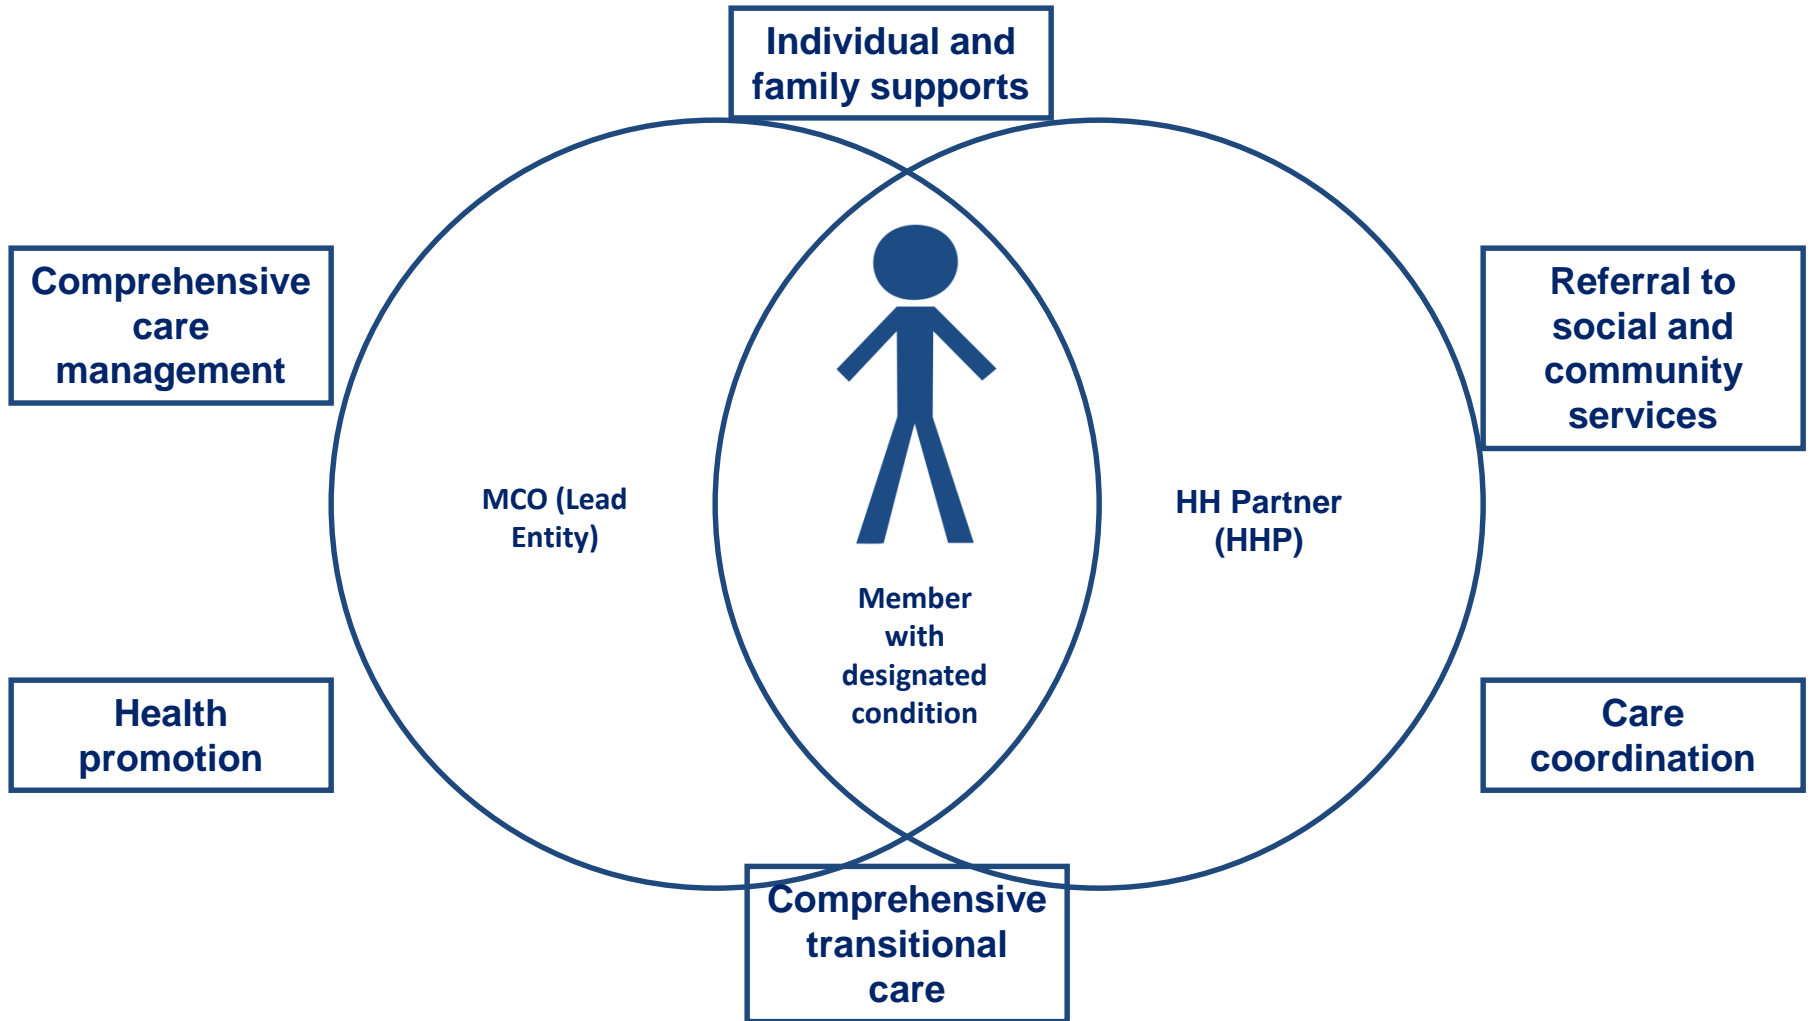 Individual and
family supports
Comprehensive
care
management
Referral to
social and
community
services
MCO (Lead
Entity)
HH Partner
(HHP)
Member
with
designated
condition
Health
promotion
Care
coordination
Comprehensive
transitional
care